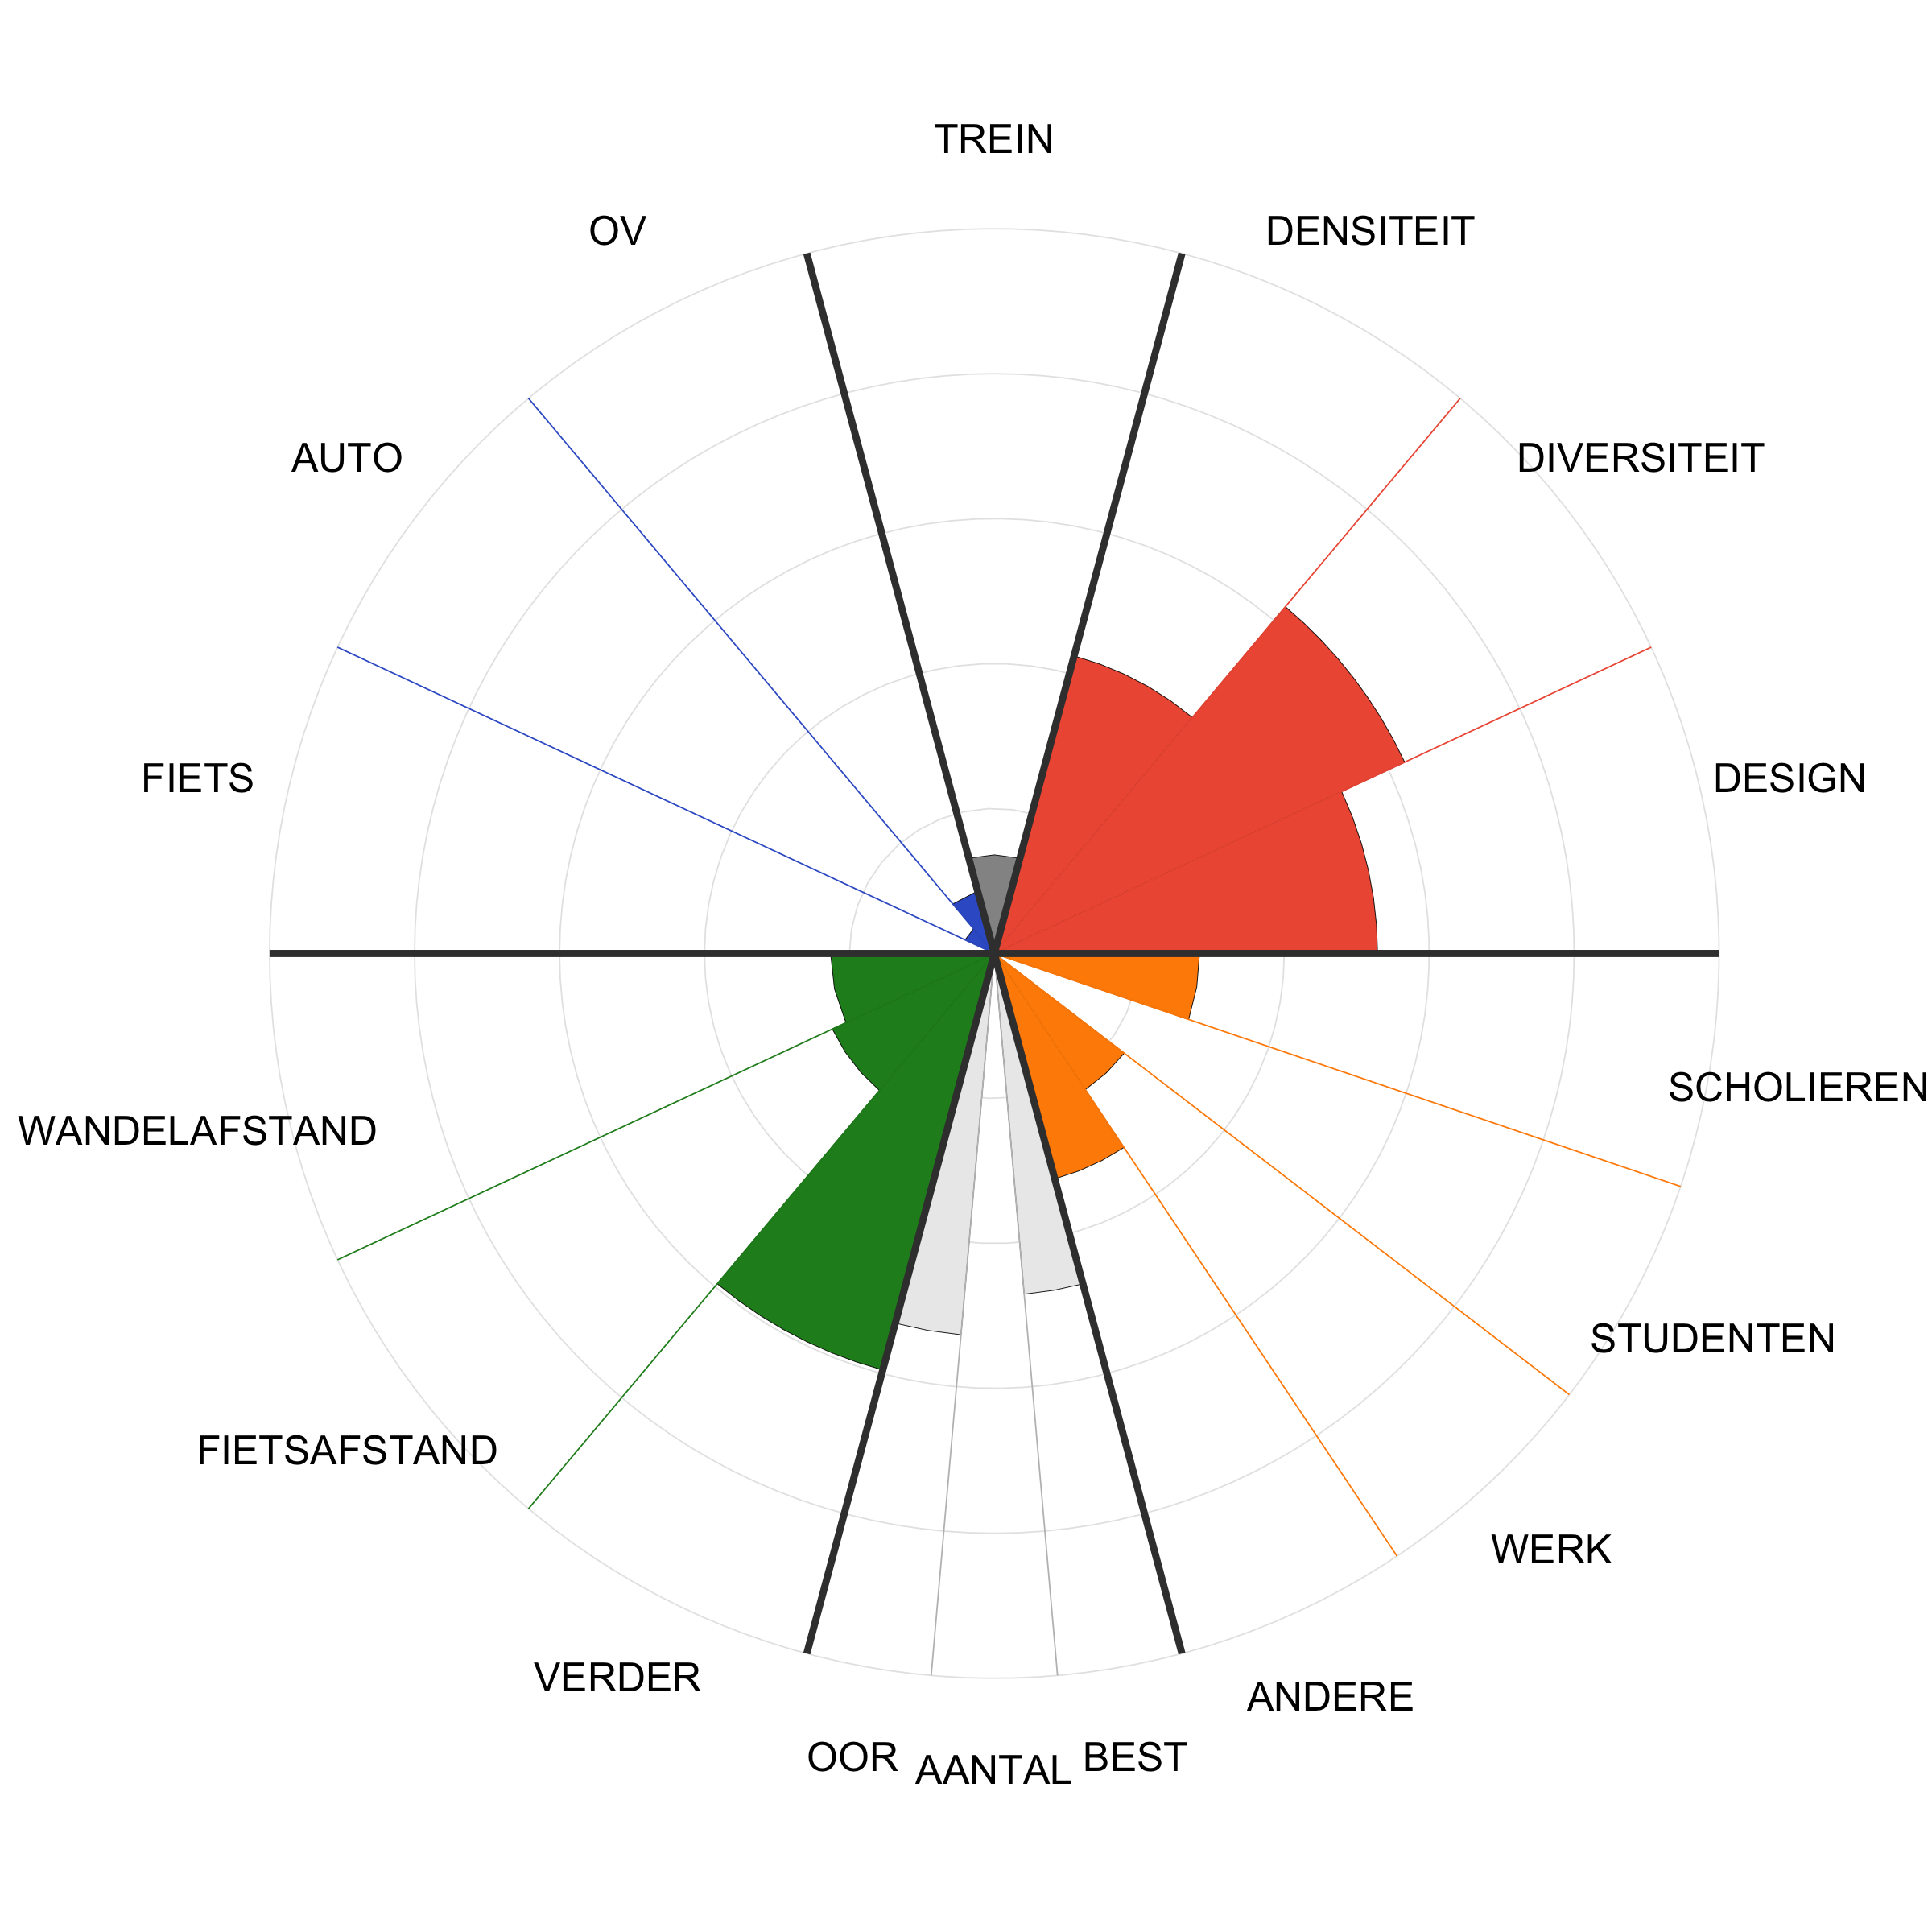 TREIN
OV
DENSITEIT
AUTO
DIVERSITEIT
FIETS
DESIGN
SCHOLIEREN
WANDELAFSTAND
STUDENTEN
FIETSAFSTAND
WERK
VERDER
ANDERE
OOR
AANTAL
BEST